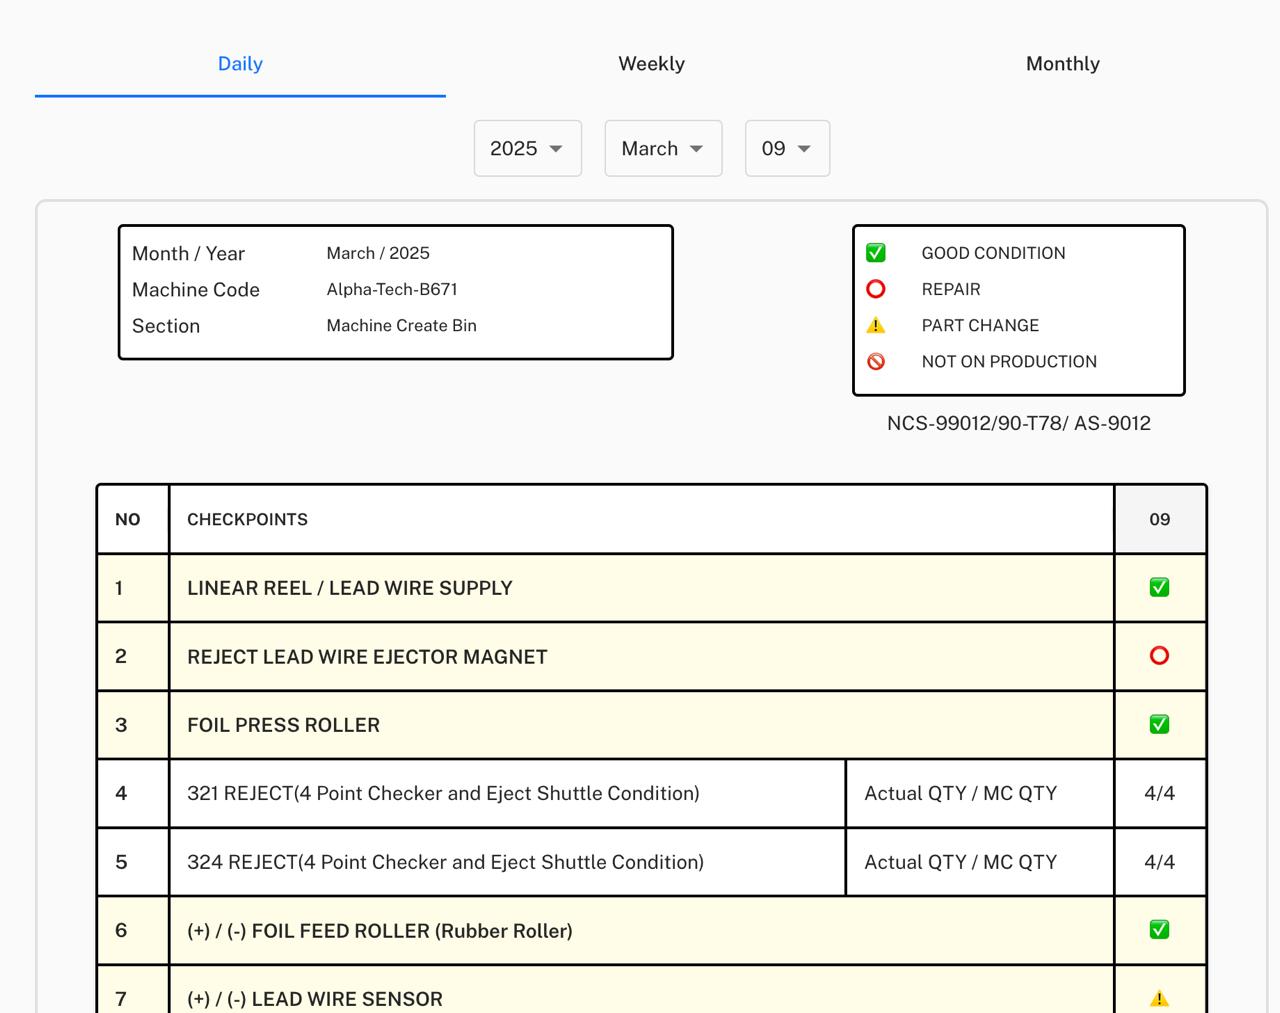 Daily Weekly Monthly
2025 March 09
Month / Year March / 2025
Machine Code Alpha-Tech-B671
Section Machine Create Bin
✅ GOOD CONDITION
⭕ REPAIR
⚠️ PART CHANGE
🚫 NOT ON PRODUCTION
NCS-99012/90-T78/ AS-9012
NO CHECKPOINTS 09
1 LINEAR REEL / LEAD WIRE SUPPLY ✅
2 REJECT LEAD WIRE EJECTOR MAGNET ⭕
3 FOIL PRESS ROLLER ✅
4 321 REJECT(4 Point Checker and Eject Shuttle Condition) Actual QTY / MC QTY 4/4
5 324 REJECT(4 Point Checker and Eject Shuttle Condition) Actual QTY / MC QTY 4/4
6 (+) / (-) FOIL FEED ROLLER (Rubber Roller) ✅
7 (+) / (-) LEAD WIRE SENSOR ⚠️